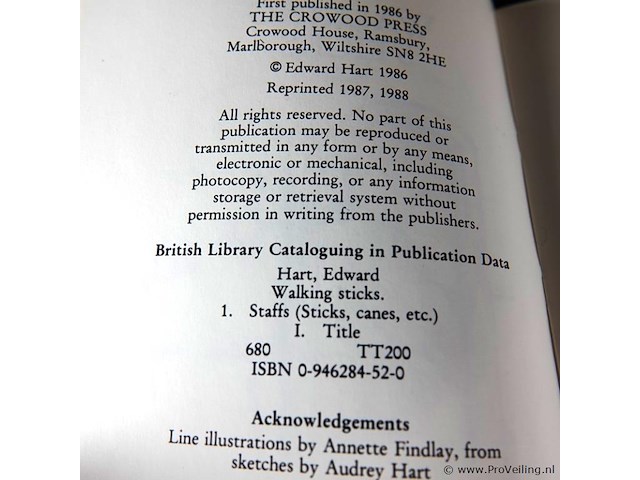 First published in 1986 by
THE CROWOOD PRESS
Crowood House, Ramsbury,
Marlborough, Wiltshire SN8 2HE
© Edward Hart 1986
Reprinted 1987, 1988
All rights reserved. No part of this
publication may be reproduced or
transmitted in any form or by any means,
electronic or mechanical, including
photocopy, recording, or any information
storage or retrieval system without
permission in writing from the publishers.
British Library Cataloguing in Publication Data
Hart, Edward
Walking sticks.
1. Staffs (Sticks, canes, etc.)
I. Title
680 TT200
ISBN 0-946284-52-0
Acknowledgements
Line illustrations by Annette Findlay, from
sketches by Audrey Hart
© www.ProVeiling.nl